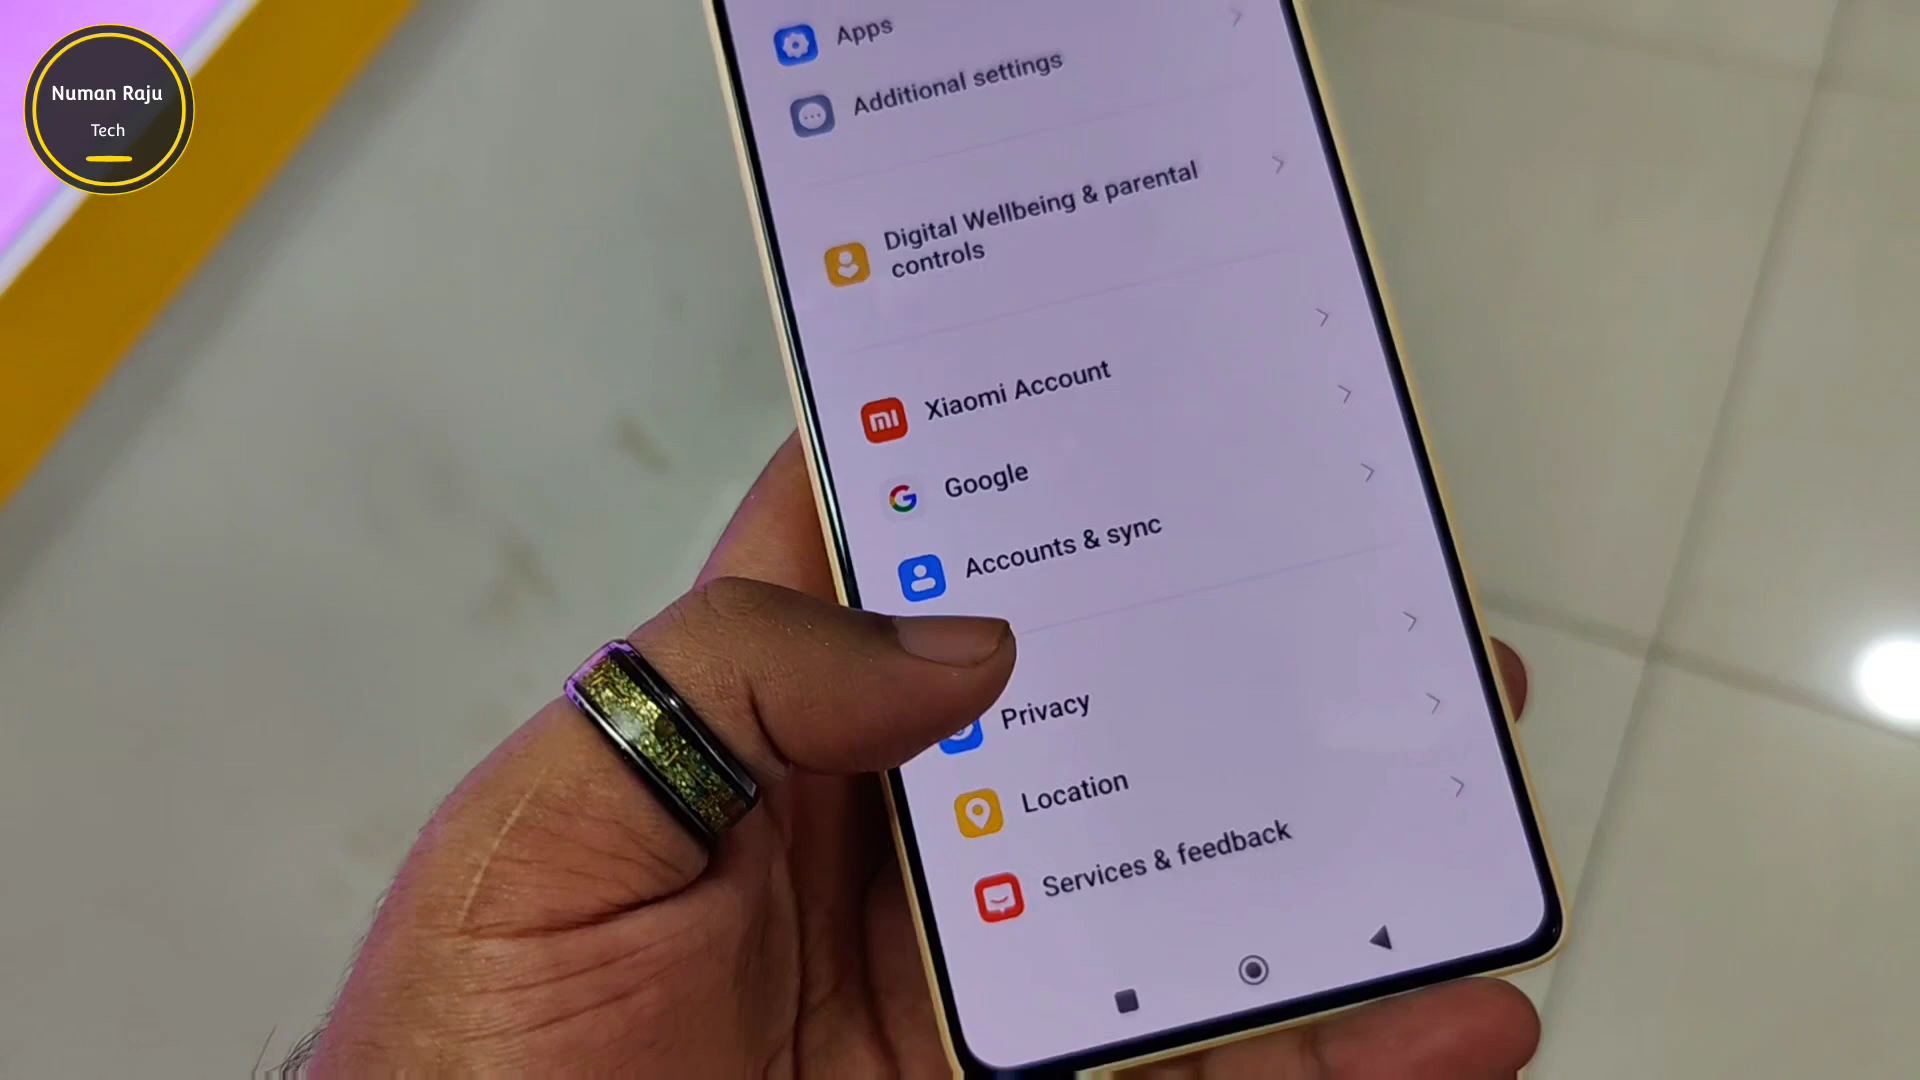 Numan Raju
Tech
Apps
Additional settings
Digital Wellbeing & parental
controls
Xiaomi Account
Google
Accounts & sync
Privacy
Location
Services & feedback